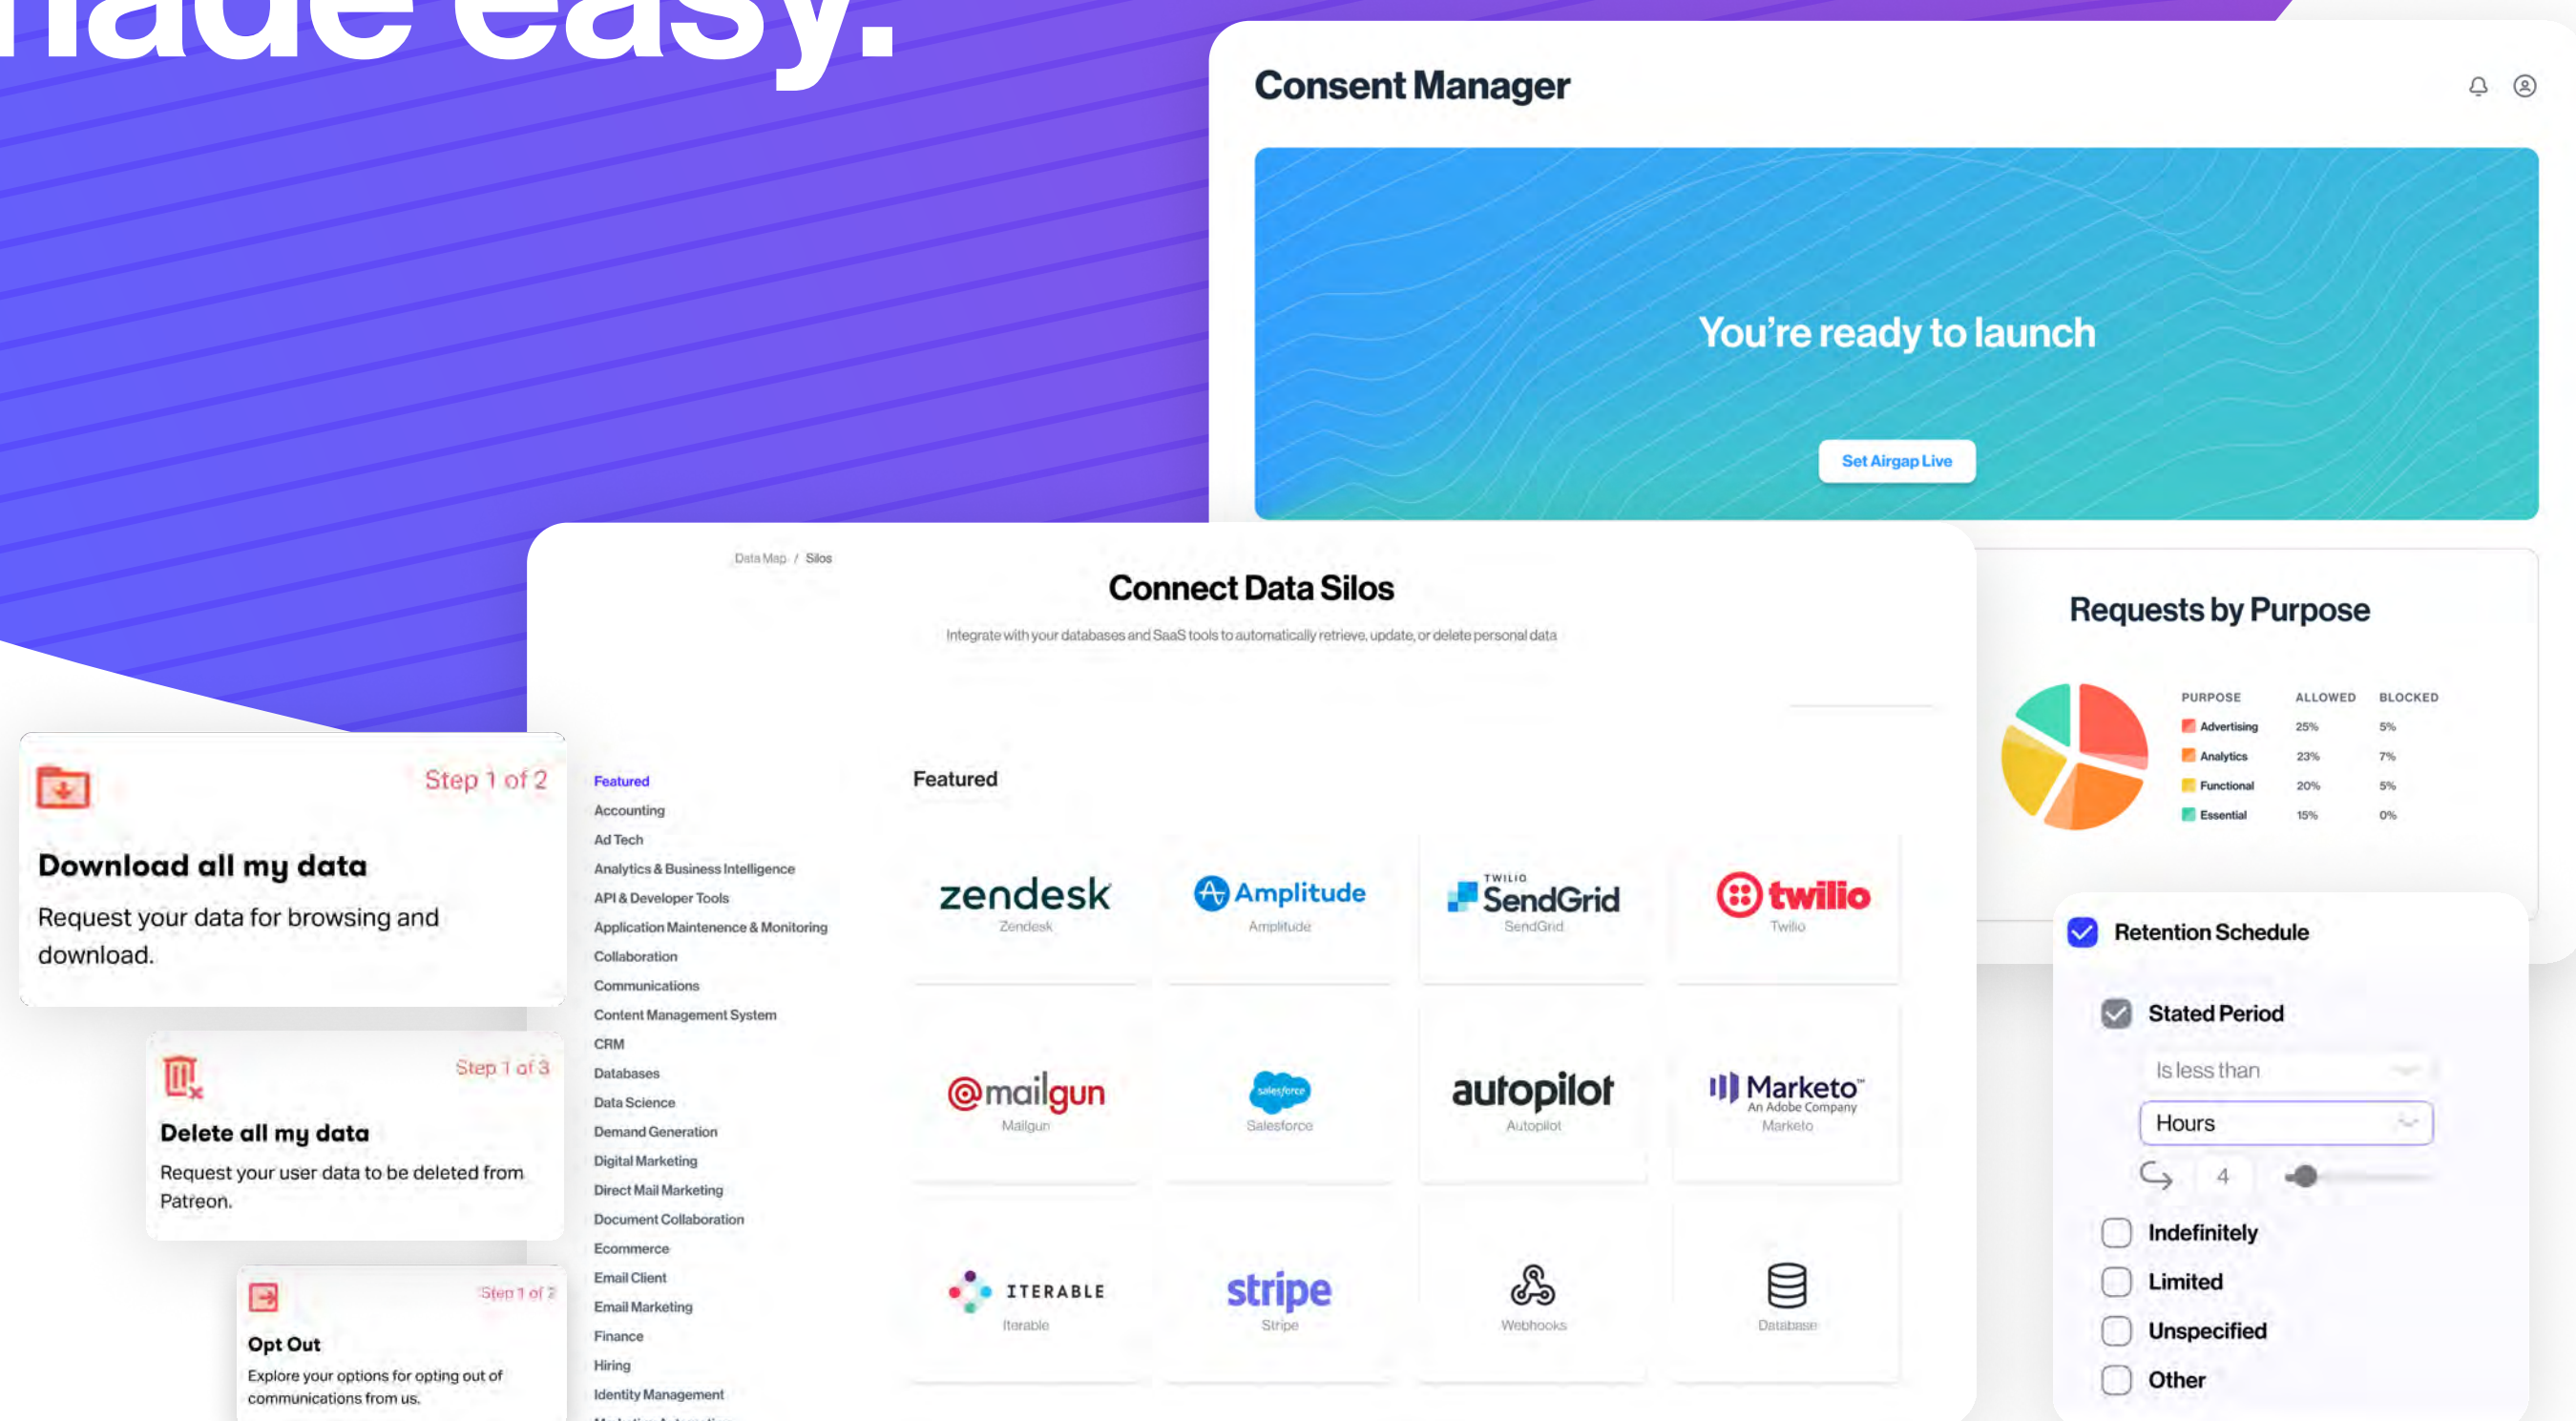 made easy.
Consent Manager
You're ready to launch
Set Airgap Live
Data Map / Silos
Connect Data Silos
Integrate with your databases and SaaS tools to automatically retrieve, update, or delete personal data
Featured
Accounting
Ad Tech
Analytics & Business Intelligence
API & Developer Tools
Application Maintenence & Monitoring
Collaboration
Communications
Content Management System
CRM
Databases
Data Science
Demand Generation
Digital Marketing
Direct Mail Marketing
Document Collaboration
Ecommerce
Email Client
Email Marketing
Finance
Hiring
Identity Management
Featured
zendesk
Zendesk
Amplitude
Amplitude
TWILIO
SendGrid
SendGrid
twilio
Twilio
@mailgun
Mailgun
salesforce
Salesforce
autopilot
Autopilot
Marketo™
An Adobe Company
Marketo
ITERABLE
Iterable
stripe
Stripe
Webhooks
Database
Requests by Purpose
PURPOSE ALLOWED BLOCKED
Advertising 25% 5%
Analytics 23% 7%
Functional 20% 5%
Essential 15% 0%
Retention Schedule
Stated Period
Is less than
Hours
4
Indefinitely
Limited
Unspecified
Other
Step 1 of 2
Download all my data
Request your data for browsing and
download.
Step 1 of 3
Delete all my data
Request your user data to be deleted from
Patreon.
Step 1 of 2
Opt Out
Explore your options for opting out of
communications from us.